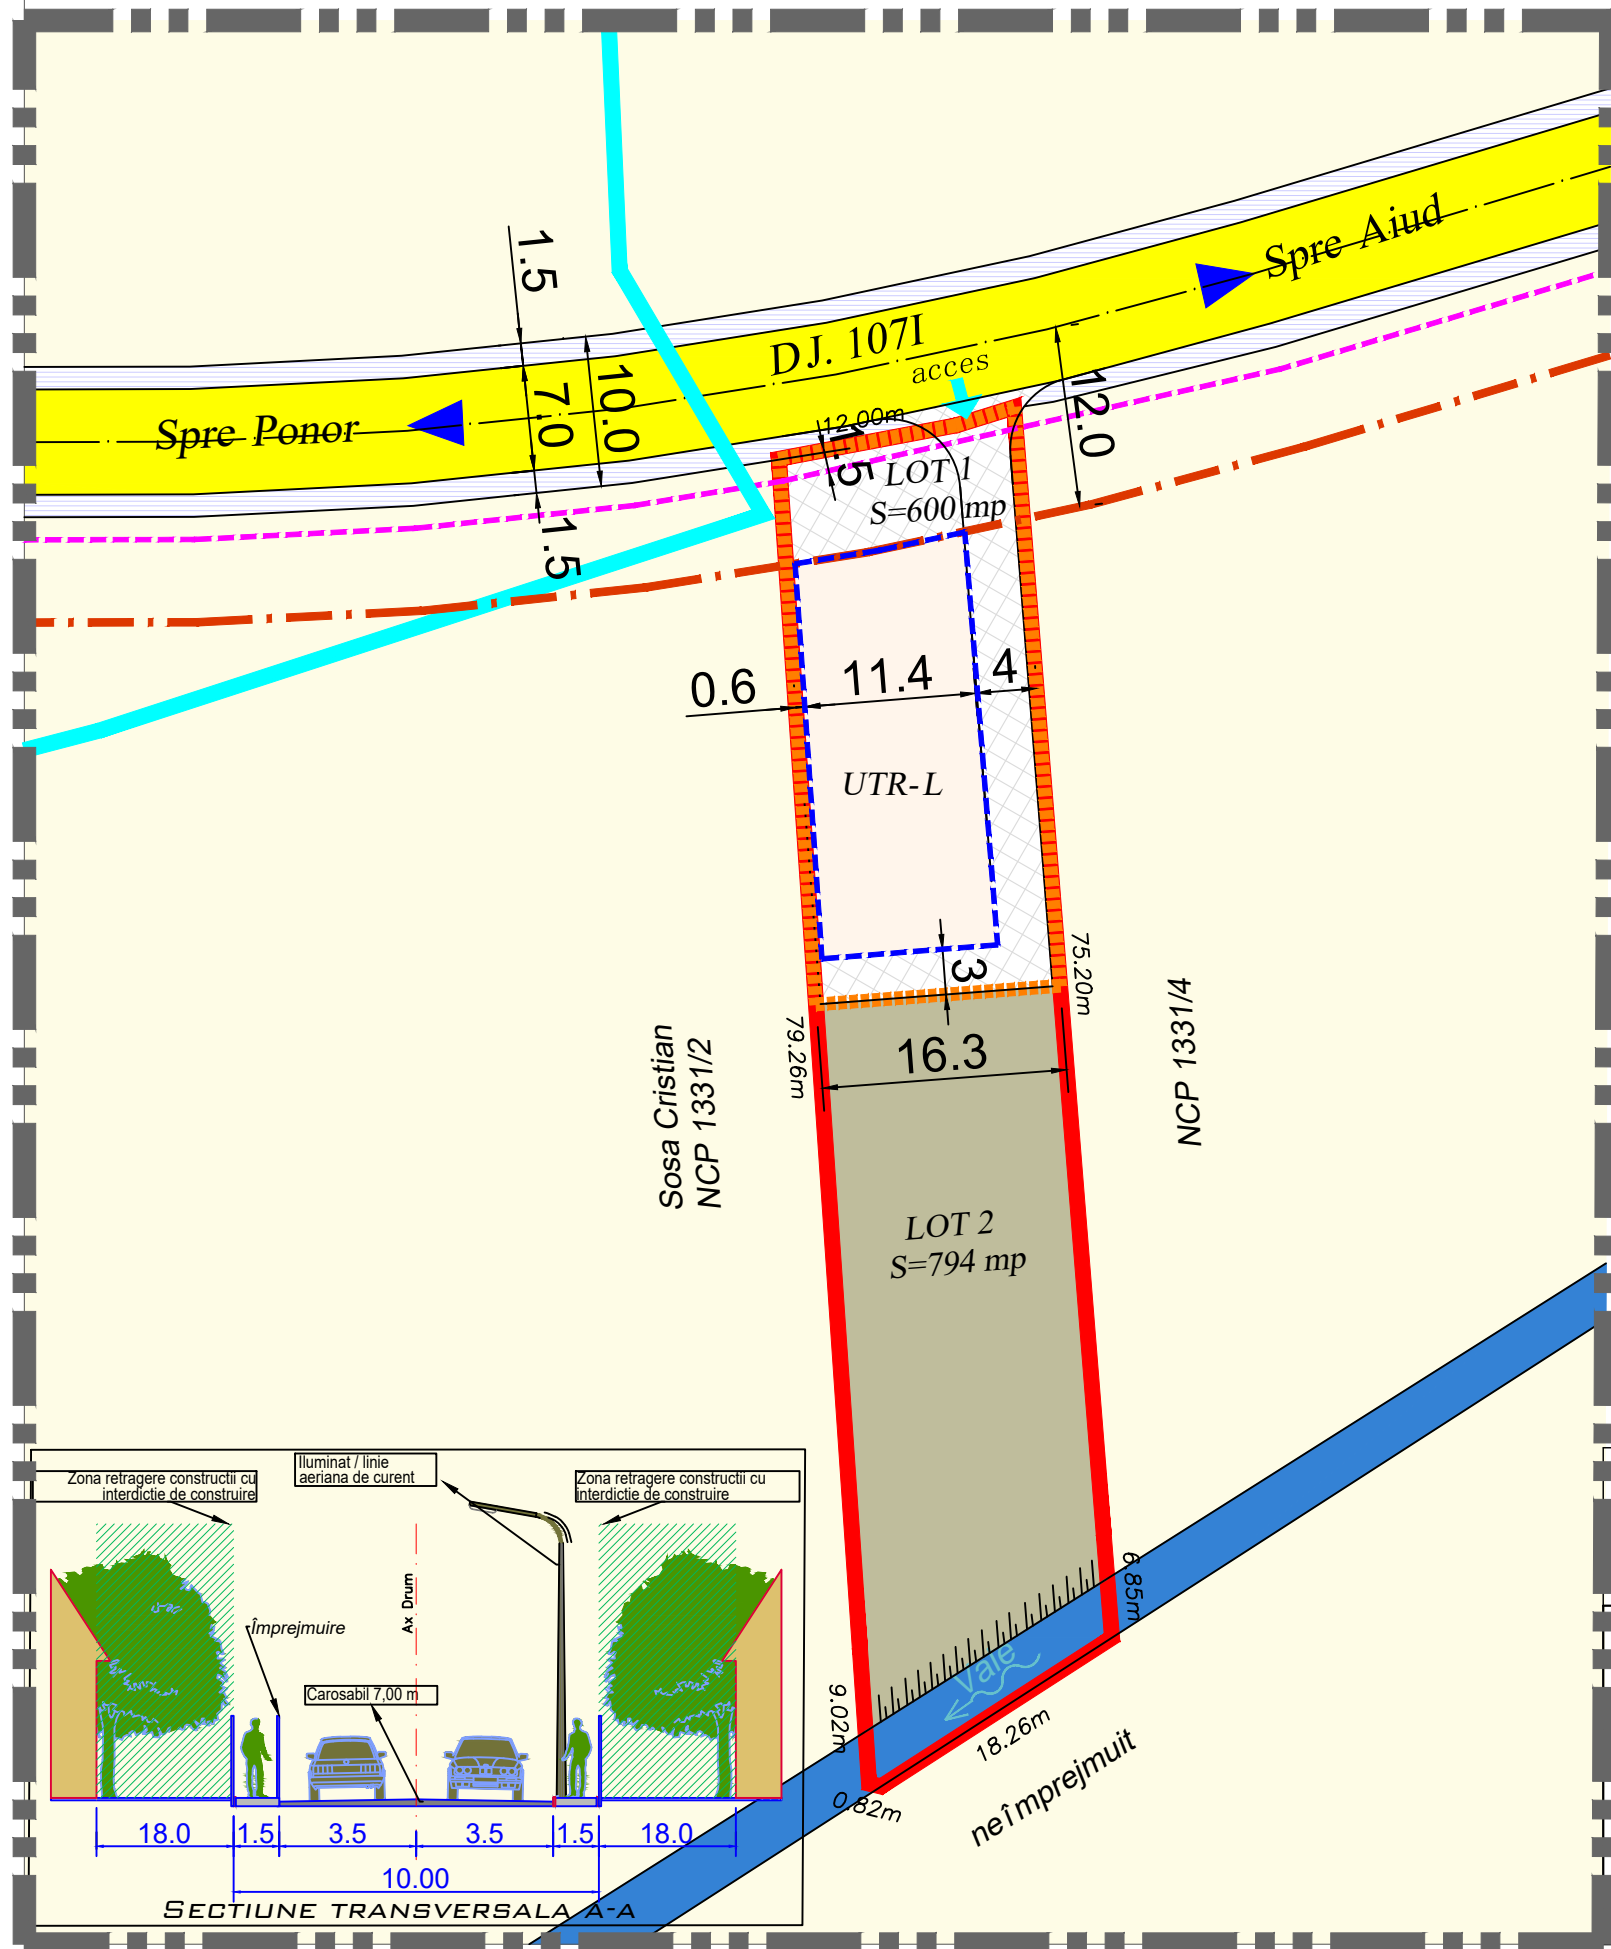 1.5
Spre Aiud
DJ. 107I
acces
7.0
10.0
12.0
Spre Ponor
12.00m
1.5
LOT 1
S=600 mp
1.5
0.6
11.4
4
UTR-L
3
75.20m
79.26m
16.3
Sosa Cristian
NCP 1331/2
NCP 1331/4
LOT 2
S=794 mp
Iluminat / linie
aeriana de curent
Zona retragere constructii cu
interdictie de construire
Zona retragere constructii cu
interdictie de construire
Ax Drum
Împrejmuire
Carosabil 7,00 m
6.85m
Vale
9.02m
18.26m
0.82m
neîmprejmuit
18.0
1.5
3.5
3.5
1.5
18.0
10.00
SECTIUNE TRANSVERSALA A-A